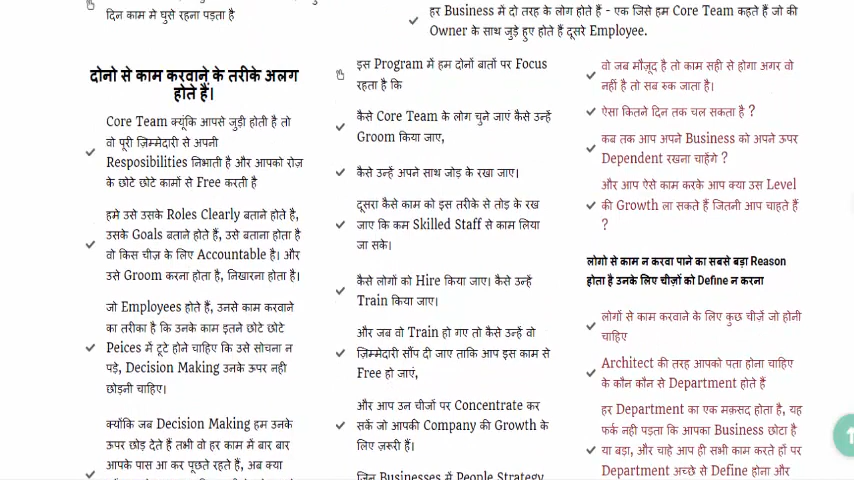 दिन काम मे घुसे रहना पड़ता है
हर Business में दो तरह के लोग होते हैं - एक जिसे हम Core Team कहते हैं जो की
Owner के साथ जुड़े हुए होते हैं दूसरे Employee.
दोनो से काम करवाने के तरीके अलग
होते हैं।
Core Team क्यूंकि आपसे जुड़ी होती है तो
वो पूरी ज़िम्मेदारी से अपनी
Resposibilities निभाती है और आपको रोज़
के छोटे छोटे कामों से Free करती है
हमे उसे उसके Roles Clearly बताने होते है,
उसके Goals बताने होते है, उसे बताना होता है
वो किस चीज़ के लिए Accountable है। और
उसे Groom करना होता है, निखारना होता है।
जो Employees होते हैं, उनसे काम करवाने
का तरीका है कि उनके काम इतने छोटे छोटे
Peices में टूटे होने चाहिए कि उसे सोचना न
पड़े, Decision Making उनके ऊपर नही
छोड़नी चाहिए।
क्योंकि जब Decision Making हम उनके
ऊपर छोड़ देते हैं तभी वो हर काम में बार बार
आपके पास आ कर पूछते रहते हैं, अब क्या
इस Program में हम दोनों बातों पर Focus
रहता है कि
कैसे Core Team के लोग चुने जाएं कैसे उन्हें
Groom किया जाए,
कैसे उन्हें अपने साथ जोड़ के रखा जाए।
दूसरा कैसे काम को इस तरीके से तोड़ के रख
जाए कि कम Skilled Staff से काम लिया
जा सके।
कैसे लोगों को Hire किया जाए। कैसे उन्हें
Train किया जाए।
और जब वो Train हो गए तो कैसे उन्हें वो
ज़िम्मेदारी सौंप दी जाए ताकि आप इस काम से
Free हो जाएं,
और आप उन चीजों पर Concentrate कर
सकें जो आपकी Company की Growth के
लिए ज़रूरी हैं।
जिन Businesses में People Strategy
वो जब मौज़ूद है तो काम सही से होगा अगर वो
नहीं है तो सब रुक जाता है।
ऐसा कितने दिन तक चल सकता है ?
कब तक आप अपने Business को अपने ऊपर
Dependent रखना चाहेंगे ?
और आप ऐसे काम करके आप क्या उस Level
की Growth ला सकते हैं जितनी आप चाहते हैं
?
लोगो से काम न करवा पाने का सबसे बड़ा Reason
होता है उनके लिए चीज़ों को Define न करना
लोगों से काम करवाने के लिए कुछ चीज़ें जो होनी
चाहिए
Architect की तरह आपको पता होना चाहिए
के कौन कौन से Department होते हैं
हर Department का एक मक़सद होता है, यह
फर्क नही पड़ता कि आपका Business छोटा है
या बड़ा, और चाहे आप ही सभी काम करते हों पर
Department अच्छे से Define होना और